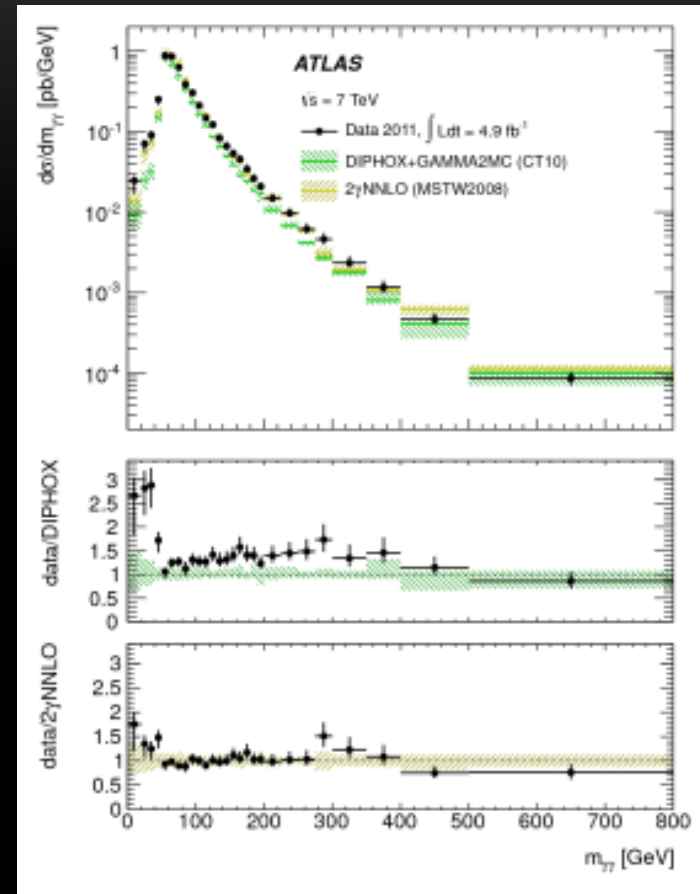 dσ/dmγγ [pb/GeV]
1
10⁻¹
10⁻²
10⁻³
10⁻⁴
ATLAS
√s = 7 TeV
Data 2011, ∫Ldt = 4.9 fb⁻¹
DIPHOX+GAMMA2MC (CT10)
2γNNLO (MSTW2008)
data/DIPHOX
3
2.5
2
1.5
1
0.5
0
data/2γNNLO
3
2.5
2
1.5
1
0.5
0
0 100 200 300 400 500 600 700 800
mγγ [GeV]